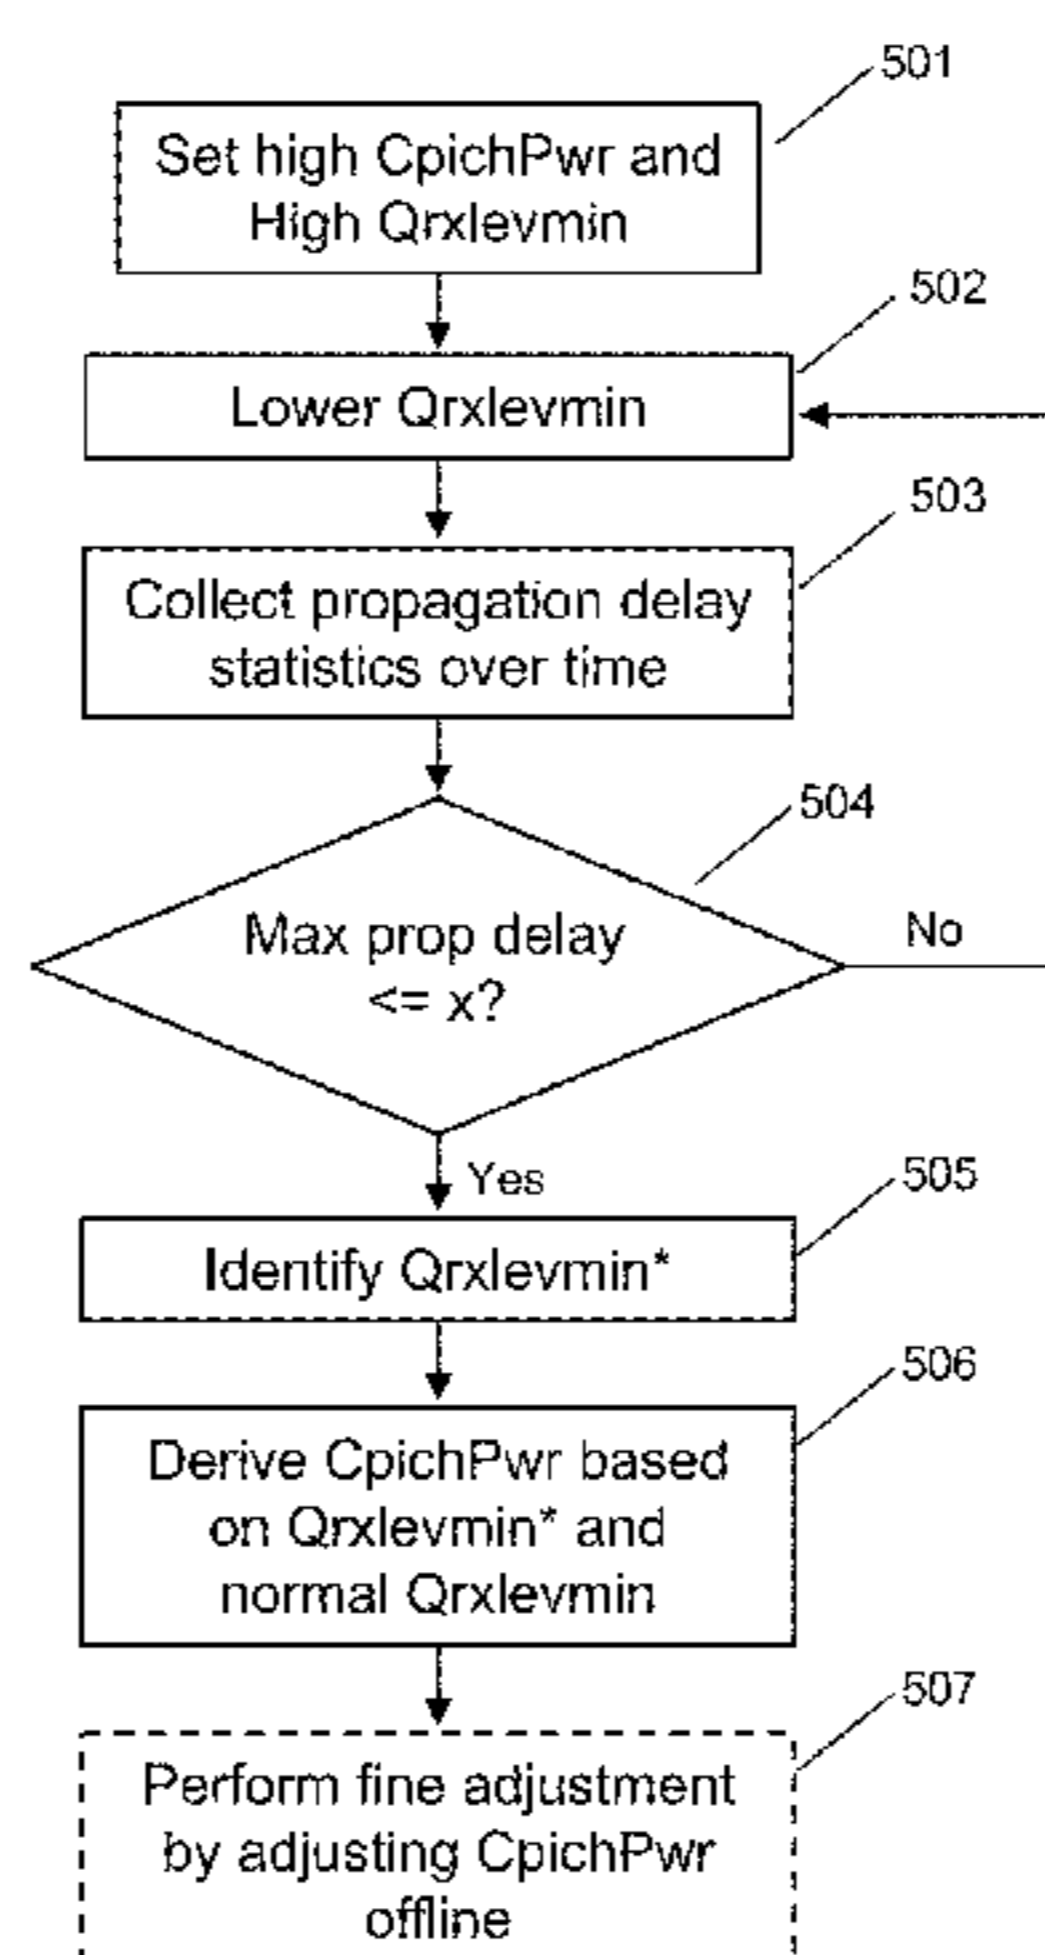 501
Set high CpichPwr and
High Qrxlevmin
502
Lower Qrxlevmin
503
Collect propagation delay
statistics over time
504
Max prop delay
<= x?
No
Yes
505
Identify Qrxlevmin*
506
Derive CpichPwr based
on Qrxlevmin* and
normal Qrxlevmin
507
Perform fine adjustment
by adjusting CpichPwr
offline